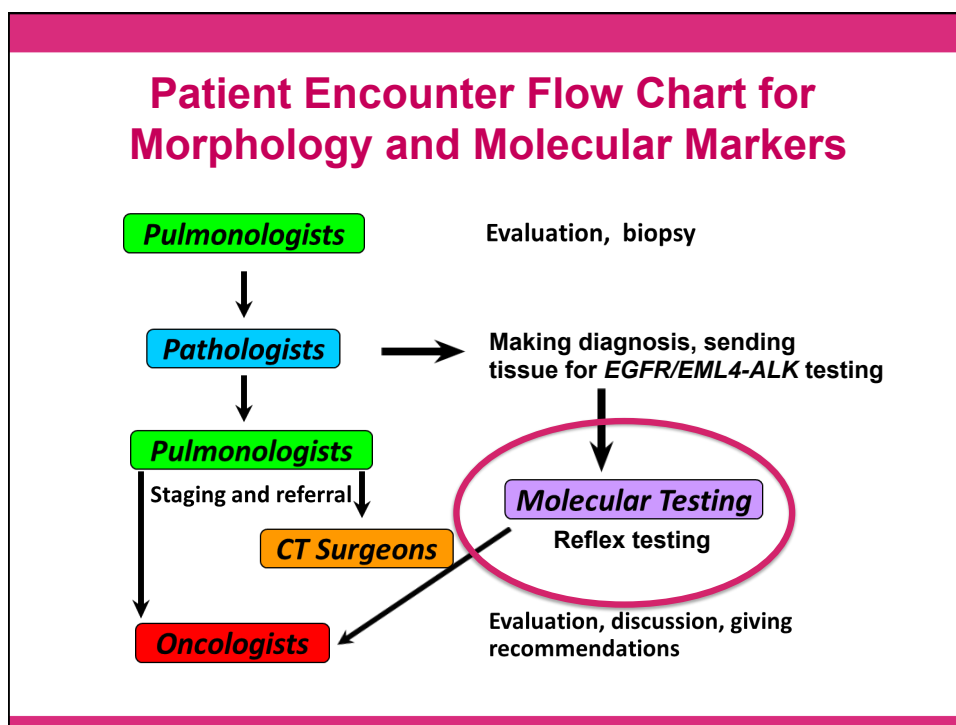 Patient Encounter Flow Chart for
Morphology and Molecular Markers
Pulmonologists
Evaluation, biopsy
Pathologists
Making diagnosis, sending
tissue for EGFR/EML4-ALK testing
Pulmonologists
Staging and referral
Molecular Testing
Reflex testing
CT Surgeons
Oncologists
Evaluation, discussion, giving
recommendations